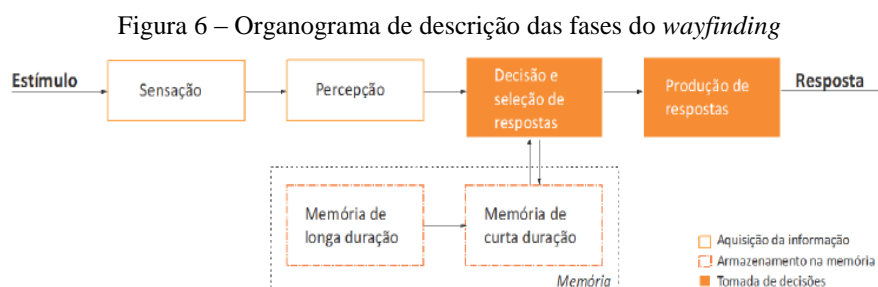 Figura 6 – Organograma de descrição das fases do wayfinding
Estímulo
Sensação
Percepção
Decisão e
seleção de
respostas
Produção de
respostas
Resposta
Memória de
longa duração
Memória de
curta duração
Memória
Aquisição da informação
Armazenamento na memória
Tomada de decisões